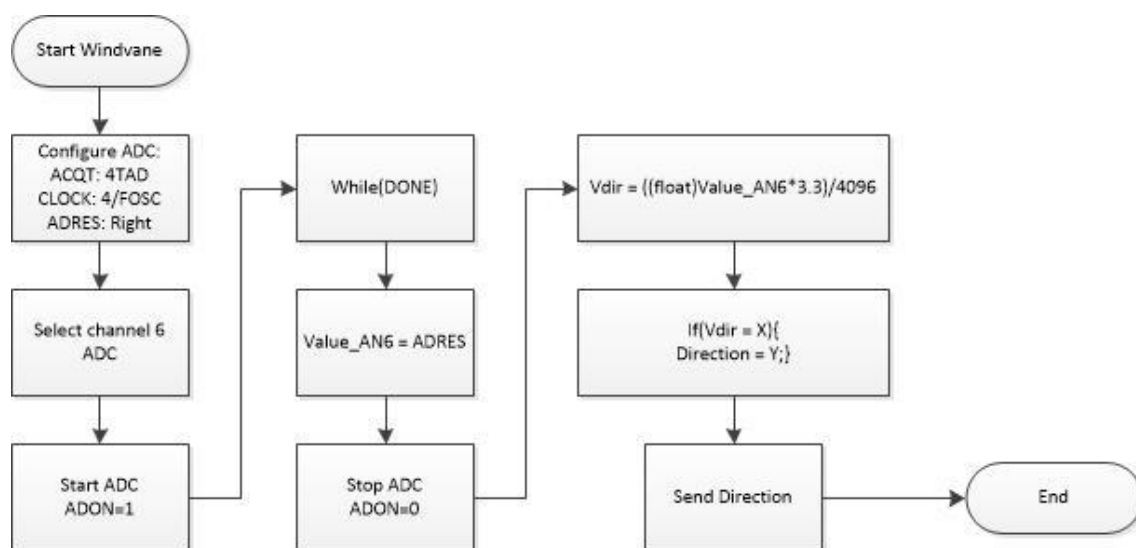 Start Windvane
Configure ADC:
ACQT: 4TAD
CLOCK: 4/FOSC
ADRES: Right
Select channel 6
ADC
Start ADC
ADON=1
While(DONE)
Value_AN6 = ADRES
Stop ADC
ADON=0
Vdir = ((float)Value_AN6*3.3)/4096
If(Vdir = X){
Direction = Y;}
Send Direction
End